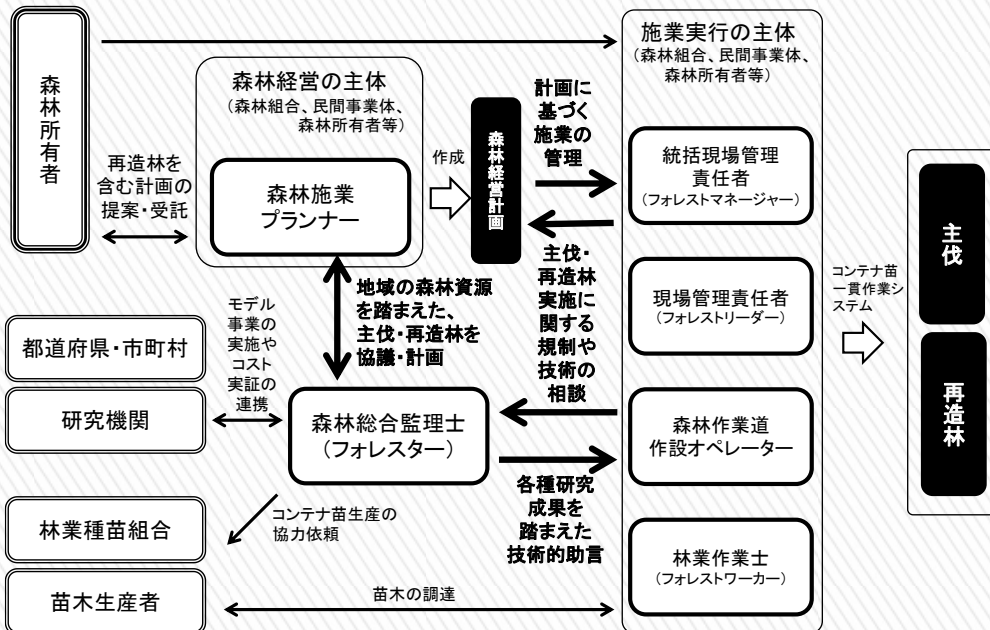 森林所有者
再造林を
含む計画の
提案・受託
森林経営の主体
（森林組合、民間事業体、
森林所有者等）
森林施業
プランナー
作成
森林経営計画
計画に
基づく
施業の
管理
主伐・
再造林
実施に
関する
規制や
技術の
相談
地域の森林資源
を踏まえた、
主伐・再造林を
協議・計画
モデル
事業の
実施や
コスト
実証の
連携
都道府県・市町村
研究機関
森林総合監理士
（フォレスター）
各種研究
成果を
踏まえた
技術的助言
コンテナ苗生産の
協力依頼
林業種苗組合
苗木生産者
苗木の調達
施業実行の主体
（森林組合、民間事業体、
森林所有者等）
統括現場管理
責任者
（フォレストマネージャー）
現場管理責任者
（フォレストリーダー）
森林作業道
作設オペレーター
林業作業士
（フォレストワーカー）
コンテナ苗
一貫作業シ
ステム
主伐
再造林